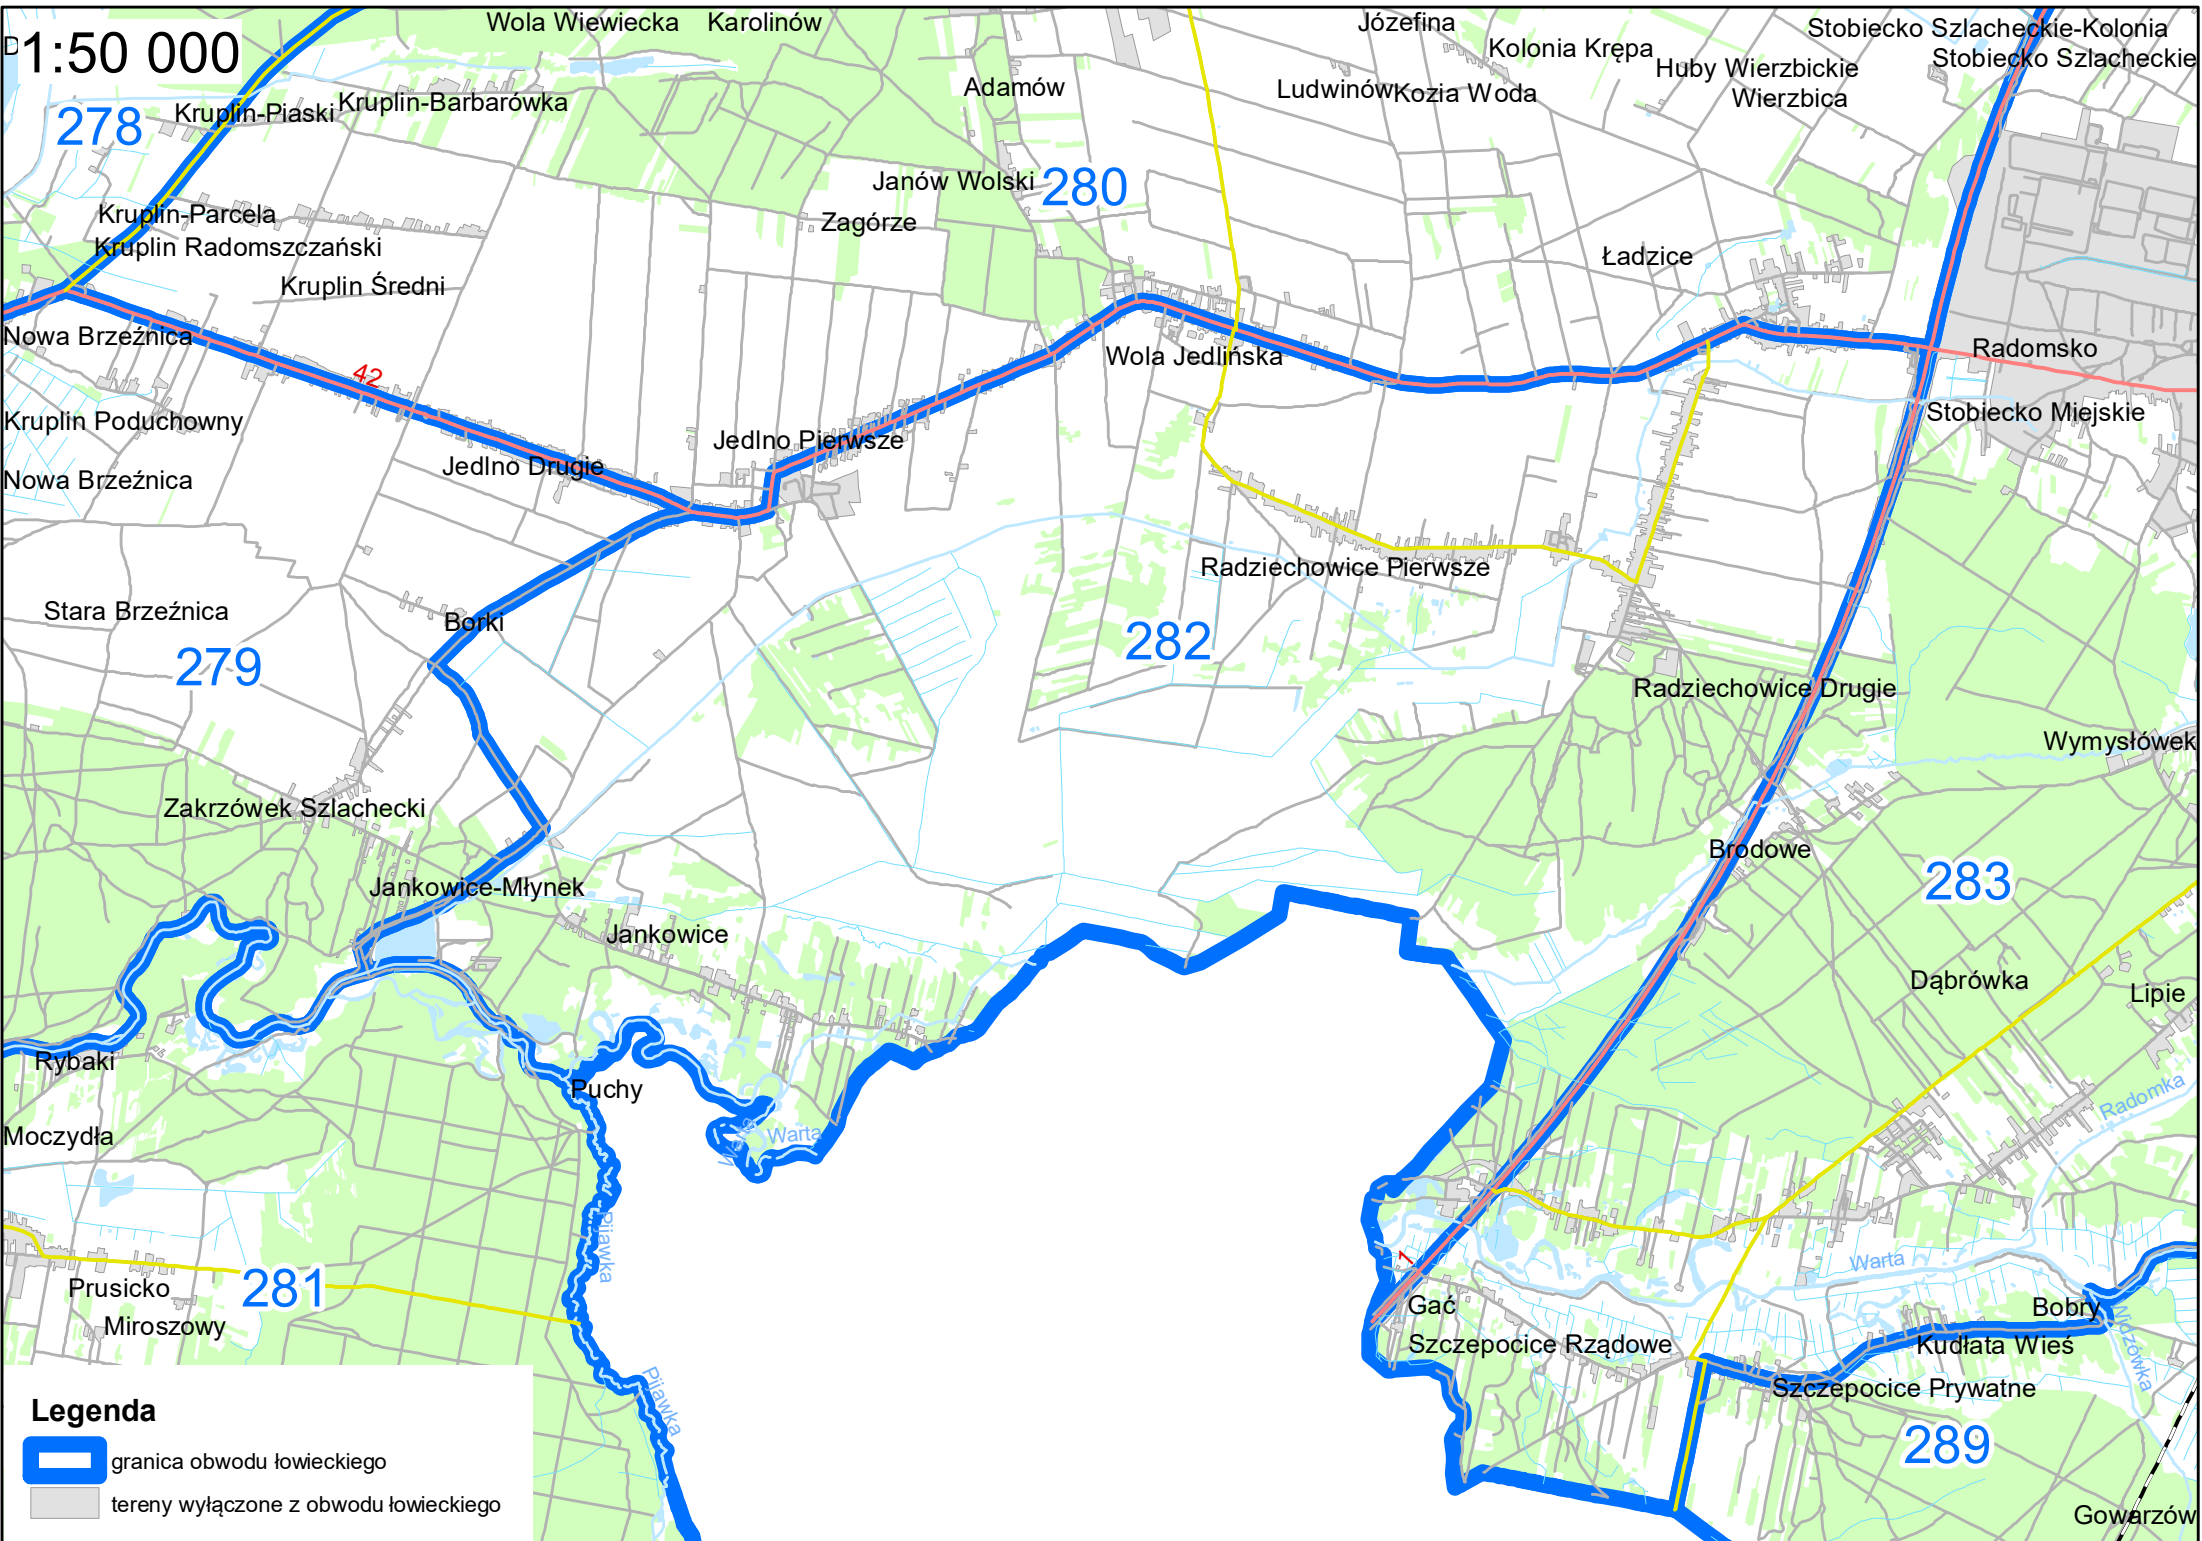 Wola Wiewiecka
Karolinów
Józefina
Stobiecko Szlacheckie-Kolonia
D
1:50 000
Kolonia Krępa
Stobiecko Szlacheckie
Huby Wierzbickie
Adamów
Ludwinów
Kozia Woda
Wierzbica
278
Kruplin-Piaski
Kruplin-Barbarówka
Janów Wolski
280
Kruplin-Parcela
Zagórze
Kruplin Radomszczański
Ładzice
Kruplin Średni
Nowa Brzeźnica
Wola Jedlińska
Radomsko
42
Kruplin Poduchowny
Stobiecko Miejskie
Jedlno Pierwsze
Jedlno Drugie
Nowa Brzeźnica
Radziechowice Pierwsze
Stara Brzeźnica
Borki
279
282
Radziechowice Drugie
Wymysłówek
Zakrzówek Szlachecki
Brodowe
Jankowice-Młynek
283
Jankowice
Dąbrówka
Lipie
Rybaki
Puchy
Radomka
Moczydła
Warta
Warta
Pijawka
1
Warta
Prusicko
281
Gać
Bobry
Miroszowy
Szczepocice Rządowe
Kudłata Wieś
Niczówka
Pijawka
Szczepocice Prywatne
Legenda
289
granica obwodu łowieckiego
tereny wyłączone z obwodu łowieckiego
Gowarzów